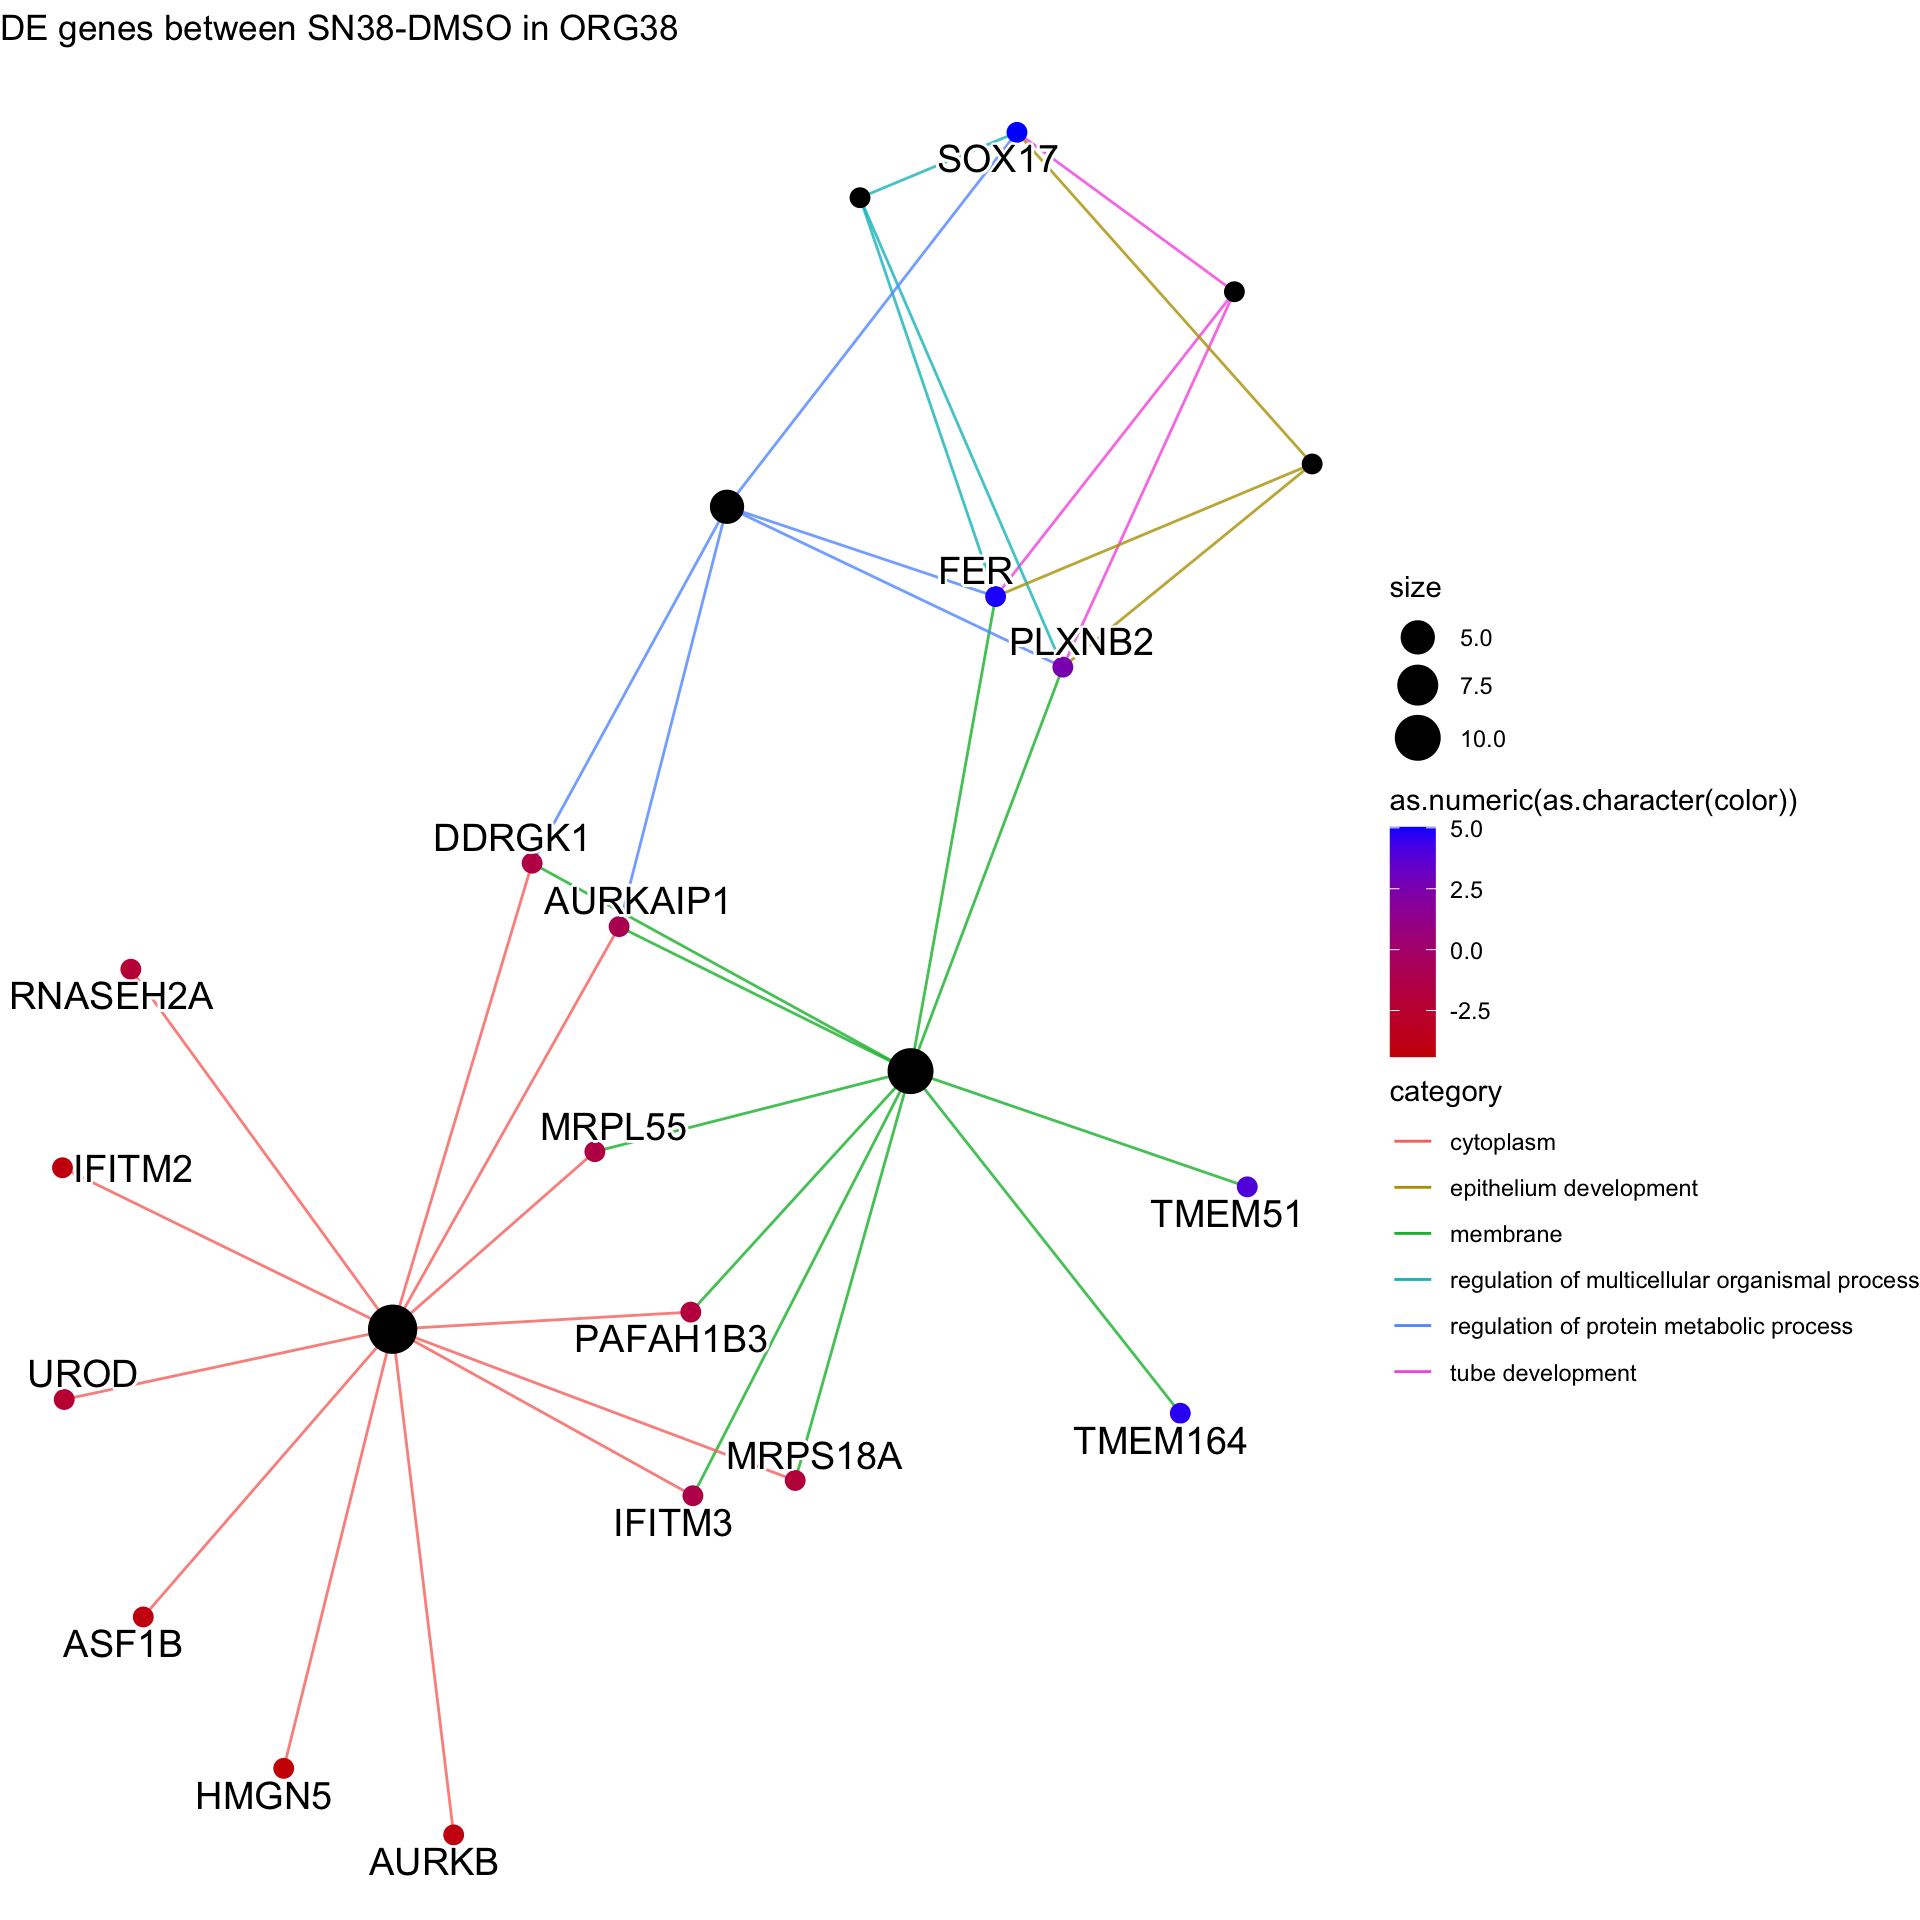 DE genes between SN38-DMSO in ORG38
SOX17
FER
PLXNB2
DDRGK1
AURKAIP1
RNASEH2A
MRPL55
IFITM2
TMEM51
PAFAH1B3
UROD
TMEM164
MRPS18A
IFITM3
ASF1B
HMGN5
AURKB
size
5.0
7.5
10.0
as.numeric(as.character(color))
5.0
2.5
0.0
-2.5
category
cytoplasm
epithelium development
membrane
regulation of multicellular organismal process
regulation of protein metabolic process
tube development